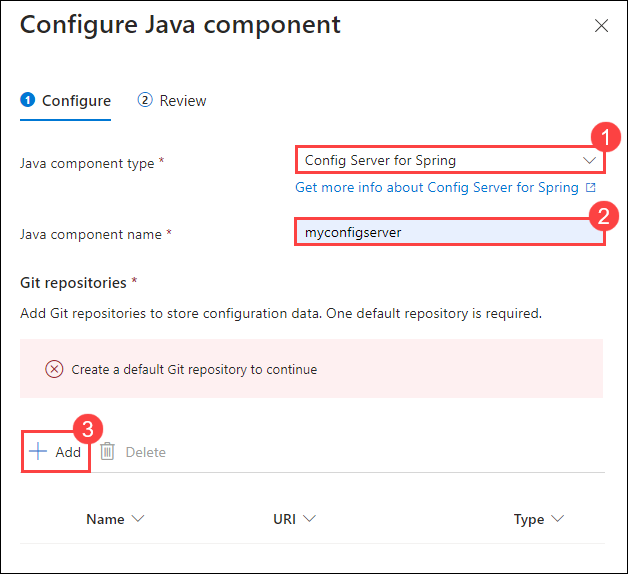 Configure Java component
1 Configure 2 Review
1
Java component type * Config Server for Spring
Get more info about Config Server for Spring
2
Java component name * myconfigserver
Git repositories *
Add Git repositories to store configuration data. One default repository is required.
Create a default Git repository to continue
3
Add Delete
Name URI Type